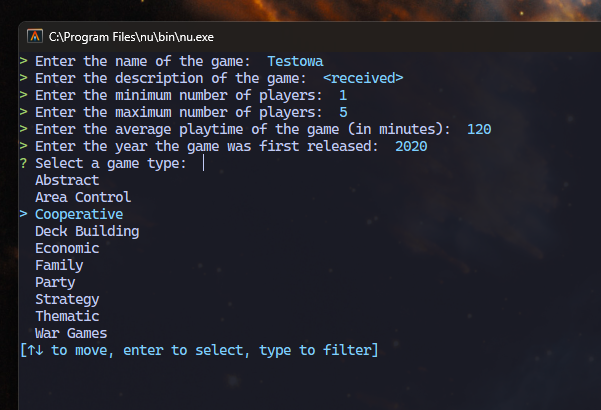 C:\Program Files\nu\bin\nu.exe
> Enter the name of the game: Testowa
> Enter the description of the game: <received>
> Enter the minimum number of players: 1
> Enter the maximum number of players: 5
> Enter the average playtime of the game (in minutes): 120
> Enter the year the game was first released: 2020
? Select a game type:
Abstract
Area Control
> Cooperative
Deck Building
Economic
Family
Party
Strategy
Thematic
War Games
[↑↓ to move, enter to select, type to filter]